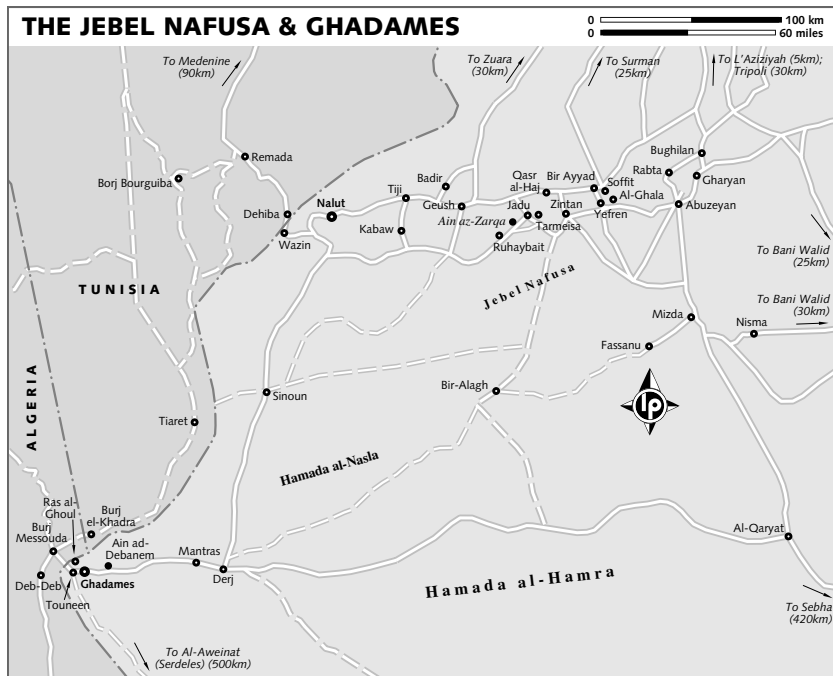 THE JEBEL NAFUSA & GHADAMES
0 100 km
0 60 miles
To Medenine
(90km)
To Zuara
(30km)
To Surman
(25km)
To L'Aziziyah (5km);
Tripoli (30km)
Remada
Borj Bourguiba
Bughilan
Rabta
Gharyan
Badir
Tiji
Qasr
al-Haj
Bir Ayyad
Soffit
Al-Ghala
Dehiba
Nalut
Geush
Jadu
Zintan
Yefren
Abuzeyan
Ain az-Zarqa
Tarmeisa
Wazin
Kabaw
Ruhaybait
To Bani Walid
(25km)
Jebel Nafusa
TUNISIA
To Bani Walid
(30km)
Mizda
Nisma
Fassanu
ALGERIA
Sinoun
Bir-Alagh
lp
Tiaret
Hamada al-Nasla
Ras al-
Ghoul
Burj
el-Khadra
Burj
Messouda
Ain ad-
Debanem
Mantras
Al-Qaryat
Deb-Deb
Ghadames
Derj
Touneen
Hamada al-Hamra
To Sebha
(420km)
To Al-Aweinat
(Serdeles) (500km)